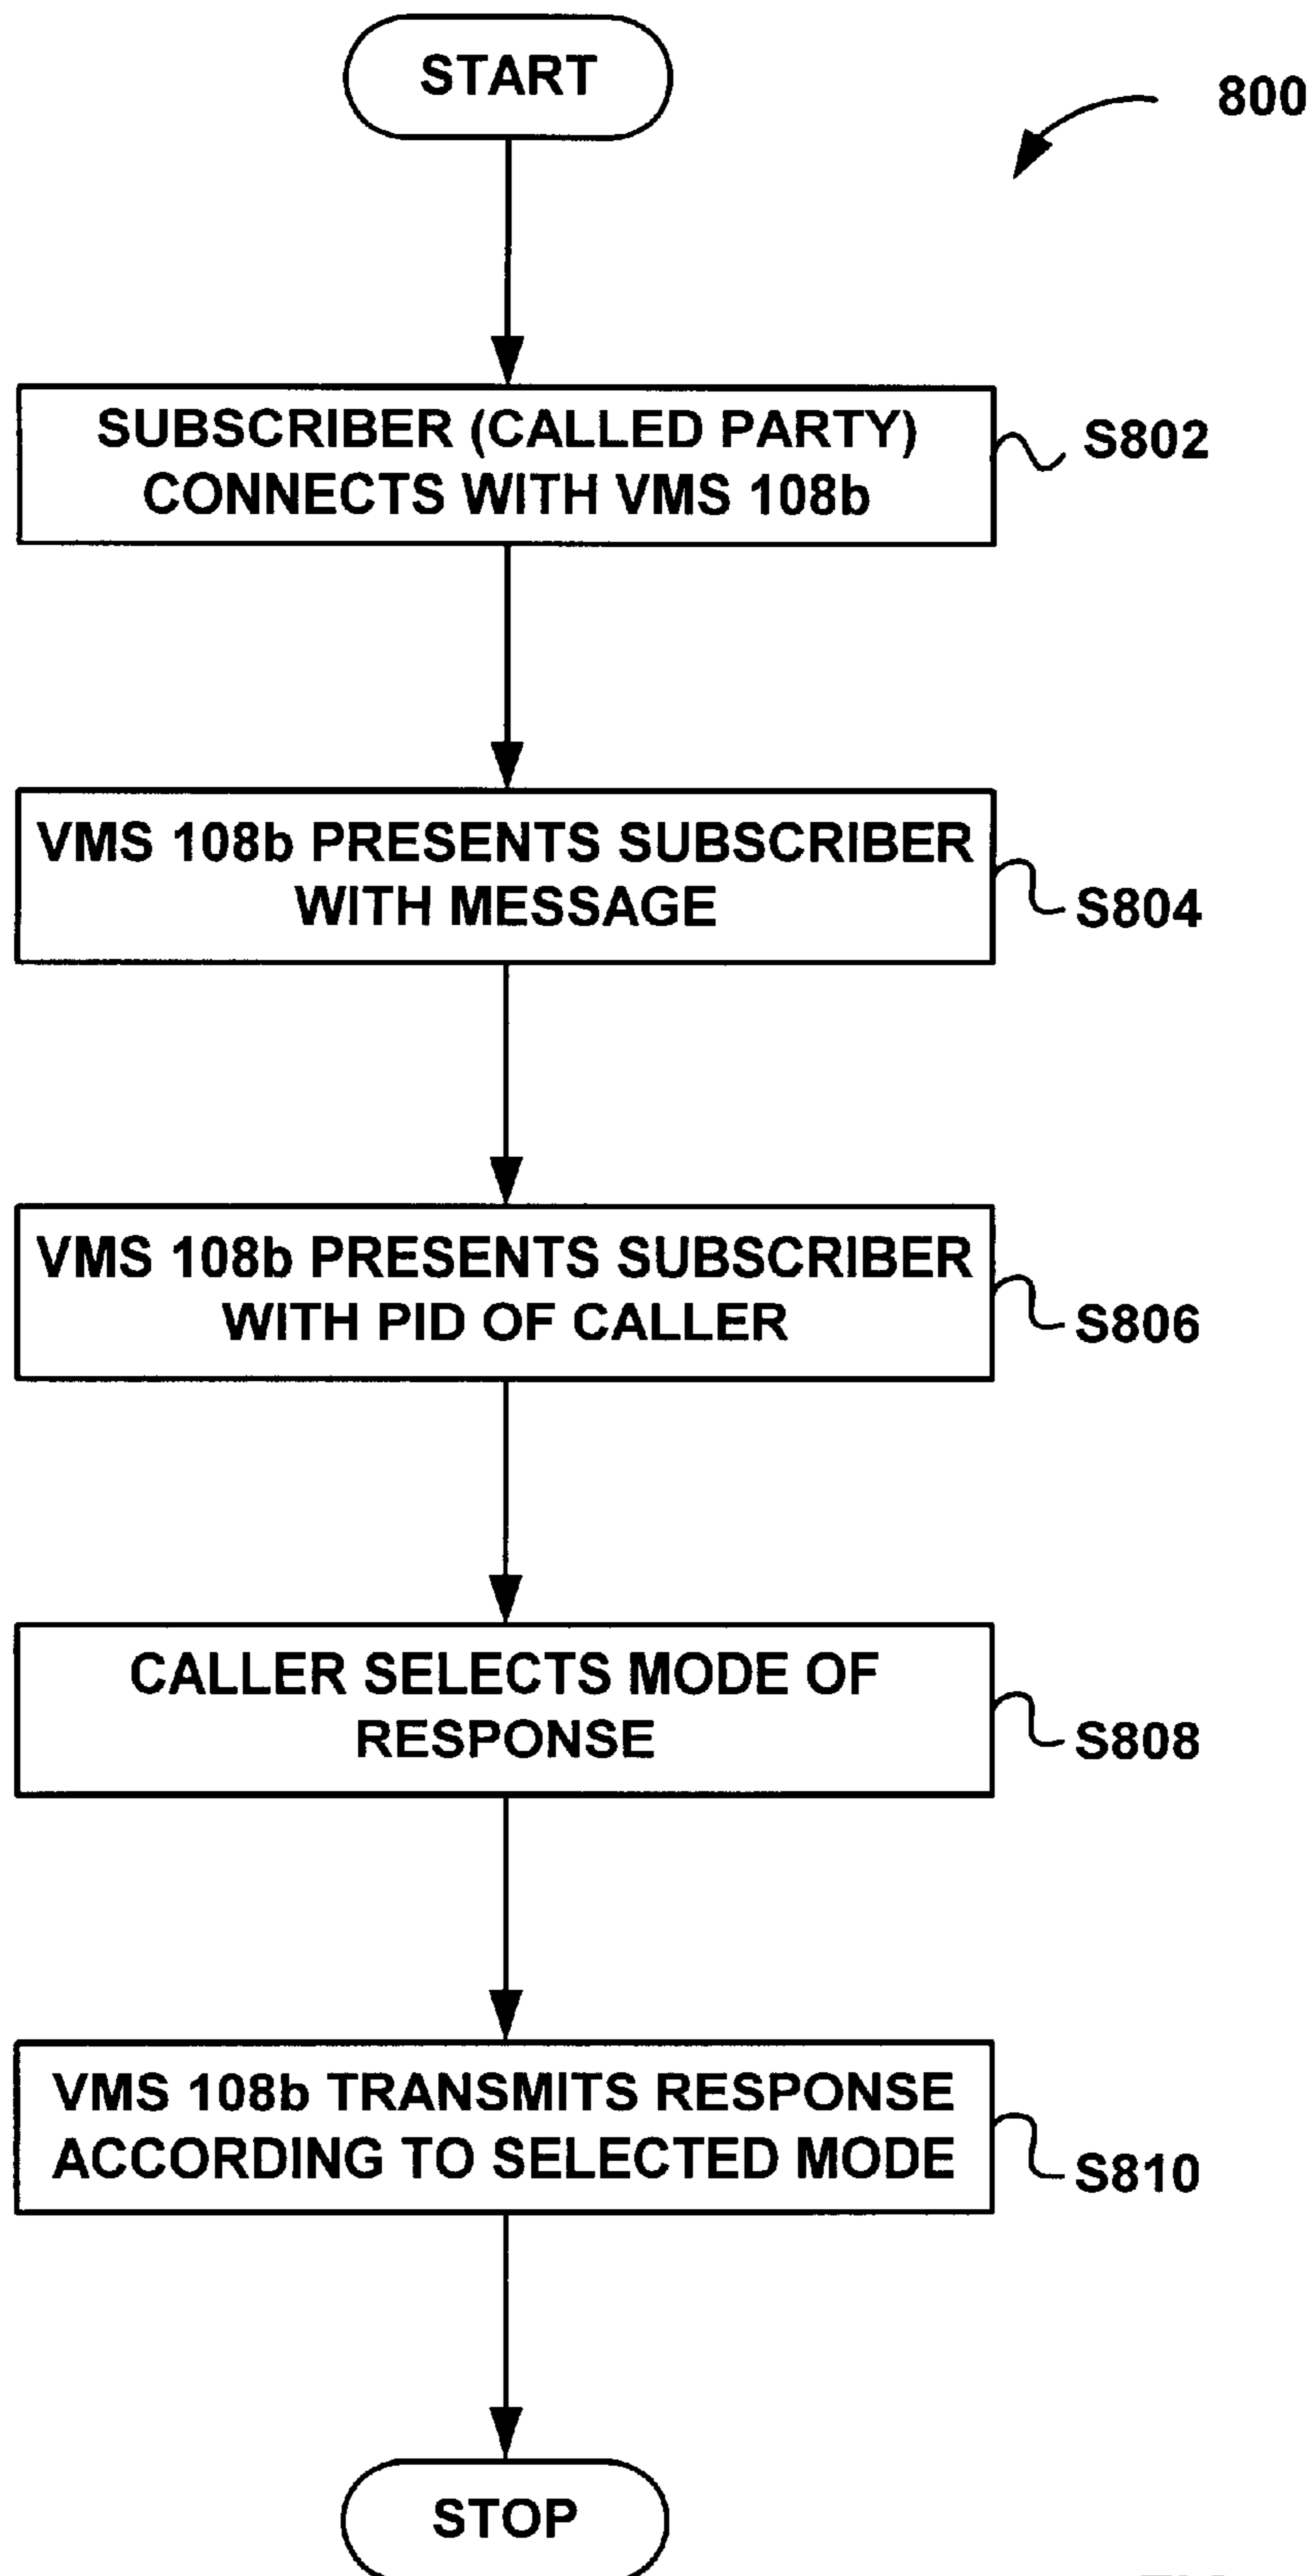 START
800
SUBSCRIBER (CALLED PARTY)
CONNECTS WITH VMS 108b
S802
VMS 108b PRESENTS SUBSCRIBER
WITH MESSAGE
S804
VMS 108b PRESENTS SUBSCRIBER
WITH PID OF CALLER
S806
CALLER SELECTS MODE OF
RESPONSE
S808
VMS 108b TRANSMITS RESPONSE
ACCORDING TO SELECTED MODE
S810
STOP